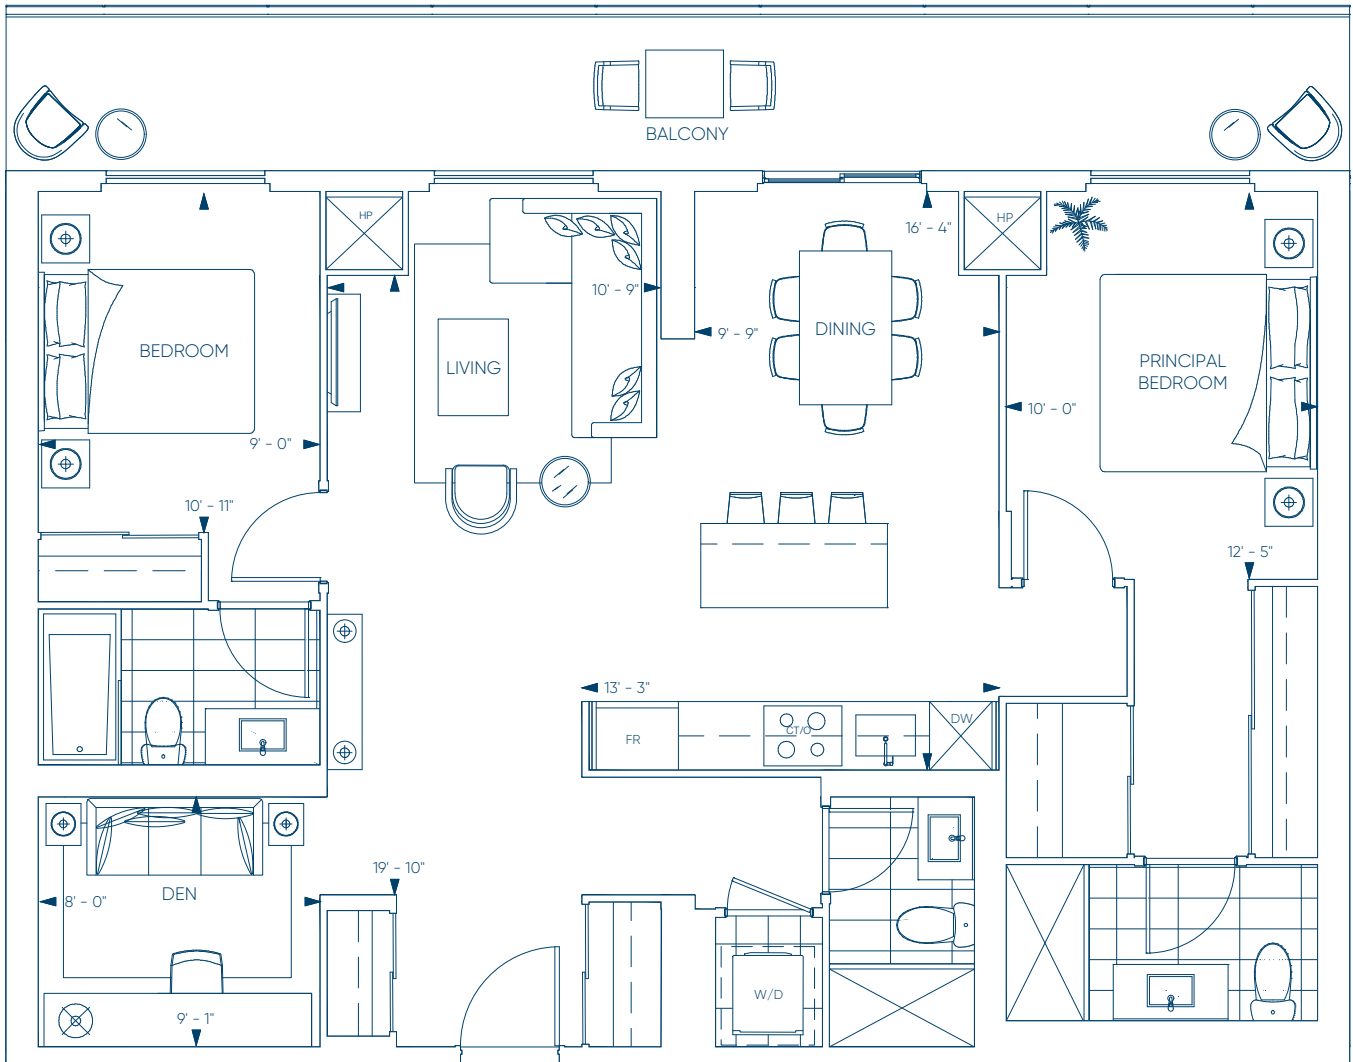 BALCONY
HP
HP
16' - 4"
10' - 9"
9' - 9"
DINING
BEDROOM
LIVING
PRINCIPAL
BEDROOM
10' - 0"
9' - 0"
10' - 11"
12' - 5"
13' - 3"
FR
CT/O
DW
19' - 10"
DEN
8' - 0"
W/D
9' - 1"